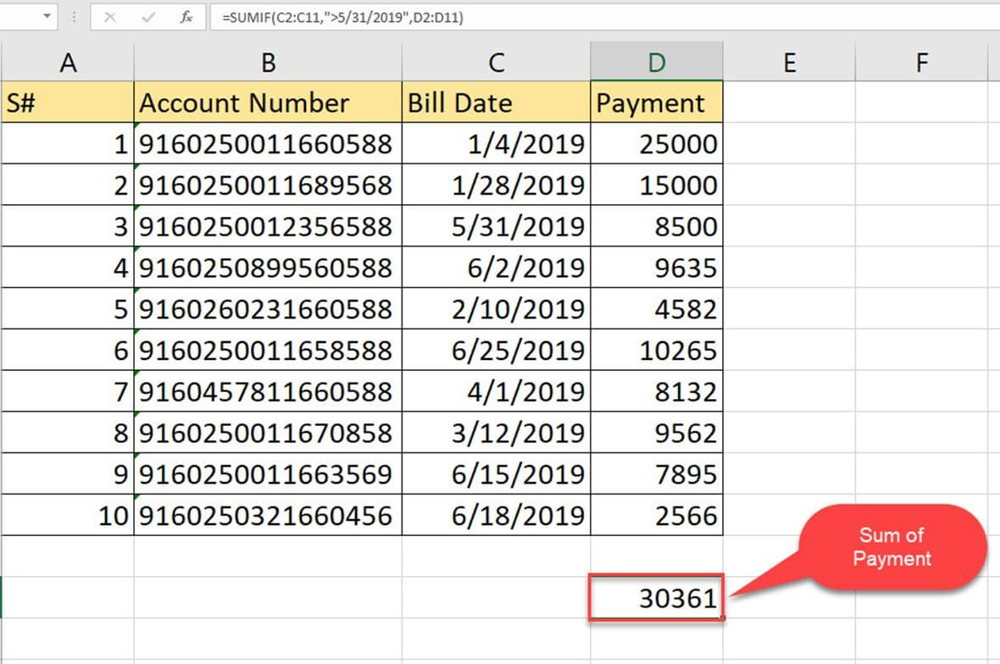 fx =SUMIF(C2:C11,">5/31/2019",D2:D11)
A B C D E F
S# Account Number Bill Date Payment
1 9160250011660588 1/4/2019 25000
2 9160250011689568 1/28/2019 15000
3 9160250012356588 5/31/2019 8500
4 9160250899560588 6/2/2019 9635
5 9160260231660588 2/10/2019 4582
6 9160250011658588 6/25/2019 10265
7 9160457811660588 4/1/2019 8132
8 9160250011670858 3/12/2019 9562
9 9160250011663569 6/15/2019 7895
10 9160250321660456 6/18/2019 2566
Sum of
Payment
30361